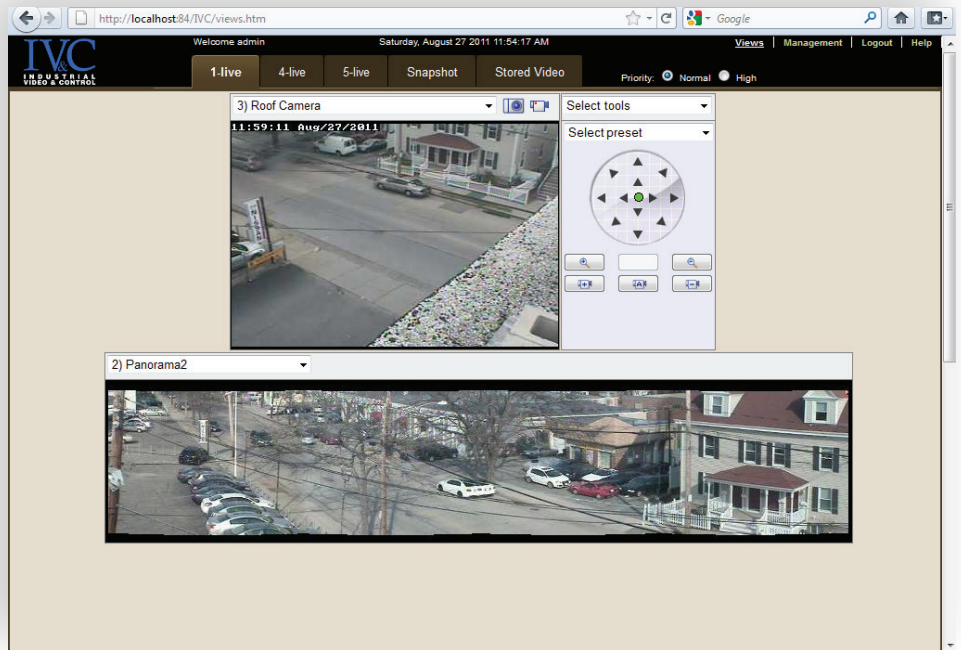 http://localhost:84/IVC/views.htm
Google
IV&C
INDUSTRIAL
VIDEO & CONTROL
Welcome admin
Saturday, August 27 2011 11:54:17 AM
Views | Management | Logout | Help
1-live
4-live
5-live
Snapshot
Stored Video
Priority: Normal High
3) Roof Camera
Select tools
11:59:11 Aug/27/2011
Select preset
NISSAN
A
2) Panorama2